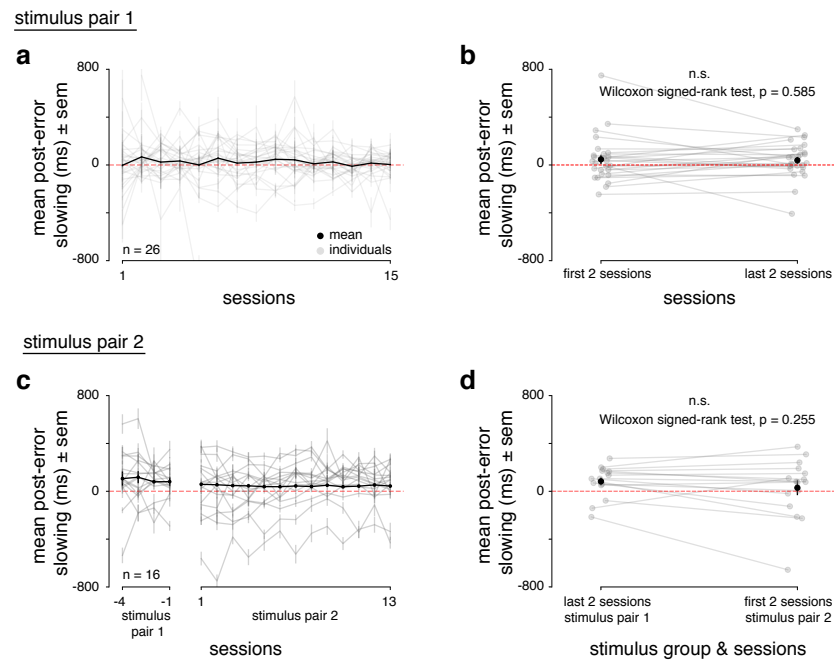 stimulus pair 1
a
mean post-error
slowing (ms) ± sem
800
0
-800
n = 26
mean
individuals
1
15
sessions
b
mean post-error
slowing (ms) ± sem
800
0
-800
n.s.
Wilcoxon signed-rank test, p = 0.585
first 2 sessions
last 2 sessions
sessions
stimulus pair 2
c
mean post-error
slowing (ms) ± sem
800
0
-800
n = 16
-4
-1
1
13
stimulus
pair 1
stimulus pair 2
sessions
d
mean post-error
slowing (ms) ± sem
800
0
-800
n.s.
Wilcoxon signed-rank test, p = 0.255
last 2 sessions
stimulus pair 1
first 2 sessions
stimulus pair 2
stimulus group & sessions